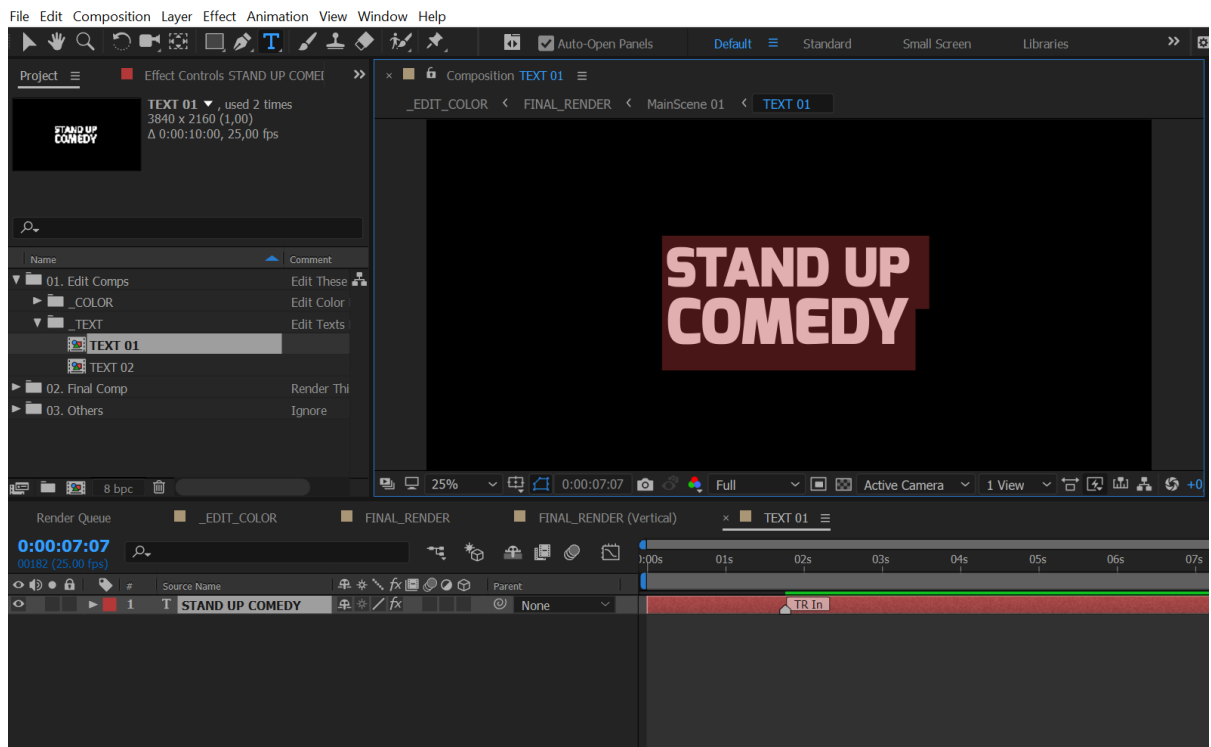 File Edit Composition Layer Effect Animation View Window Help
Auto-Open Panels Default Standard Small Screen Libraries
Project Effect Controls STAND UP COMEI
Composition TEXT 01
TEXT 01 , used 2 times
3840 x 2160 (1,00)
Δ 0:00:10:00, 25,00 fps
STAND UP
COMEDY
_EDIT_COLOR FINAL_RENDER MainScene 01 TEXT 01
STAND UP
COMEDY
Name Comment
01. Edit Comps Edit These
_COLOR Edit Color
_TEXT Edit Texts
TEXT 01
TEXT 02
02. Final Comp Render Thi
03. Others Ignore
8 bpc
25% 0:00:07:07 Full Active Camera 1 View +0
Render Queue _EDIT_COLOR FINAL_RENDER FINAL_RENDER (Vertical) TEXT 01
0:00:07:07
00182 (25.00 fps)
):00s 01s 02s 03s 04s 05s 06s 07s
# Source Name Parent
1 T STAND UP COMEDY None
TR In